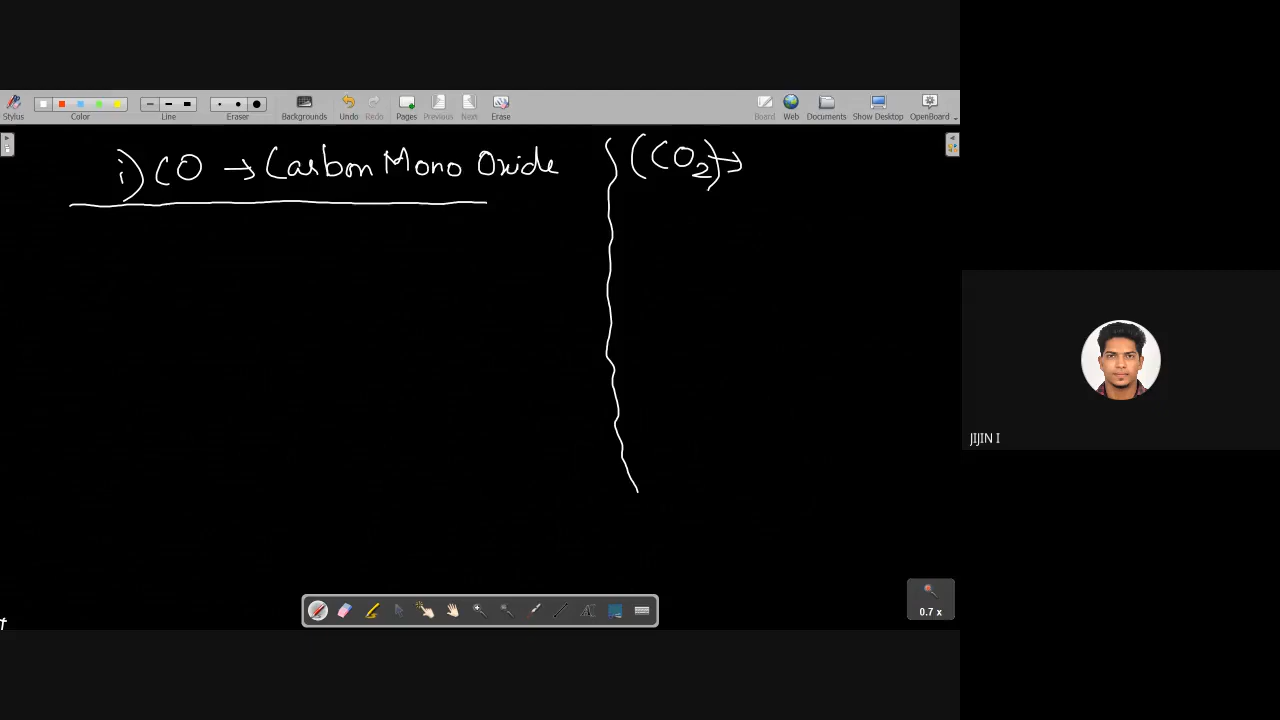 Stylus
Color
Line
Eraser
Backgrounds
Undo
Redo
Pages
Previous
Next
Erase
Board
Web
Documents
Show Desktop
OpenBoard
i) CO → Carbon Mono Oxide
(CO₂) →
JIJIN I
0.7 x